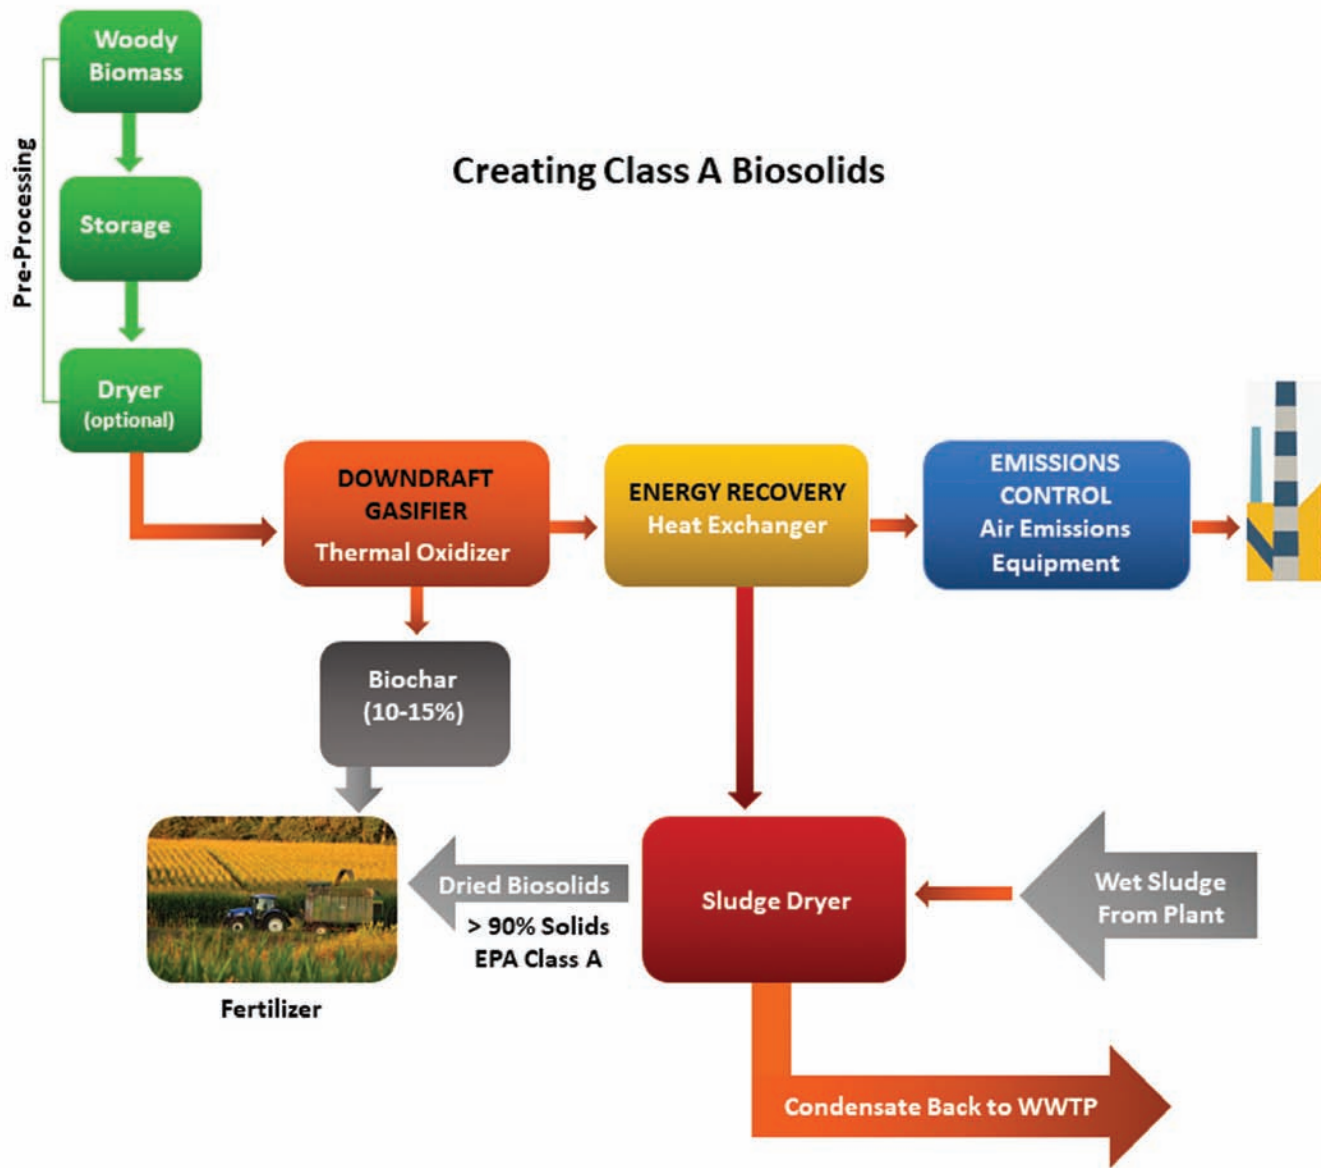 Woody
Biomass
Pre-Processing
Creating Class A Biosolids
Storage
Dryer
(optional)
DOWNDRAFT
GASIFIER
Thermal Oxidizer
ENERGY RECOVERY
Heat Exchanger
EMISSIONS
CONTROL
Air Emissions
Equipment
Biochar
(10-15%)
Dried Biosolids
> 90% Solids
EPA Class A
Sludge Dryer
Wet Sludge
From Plant
Fertilizer
Condensate Back to WWTP